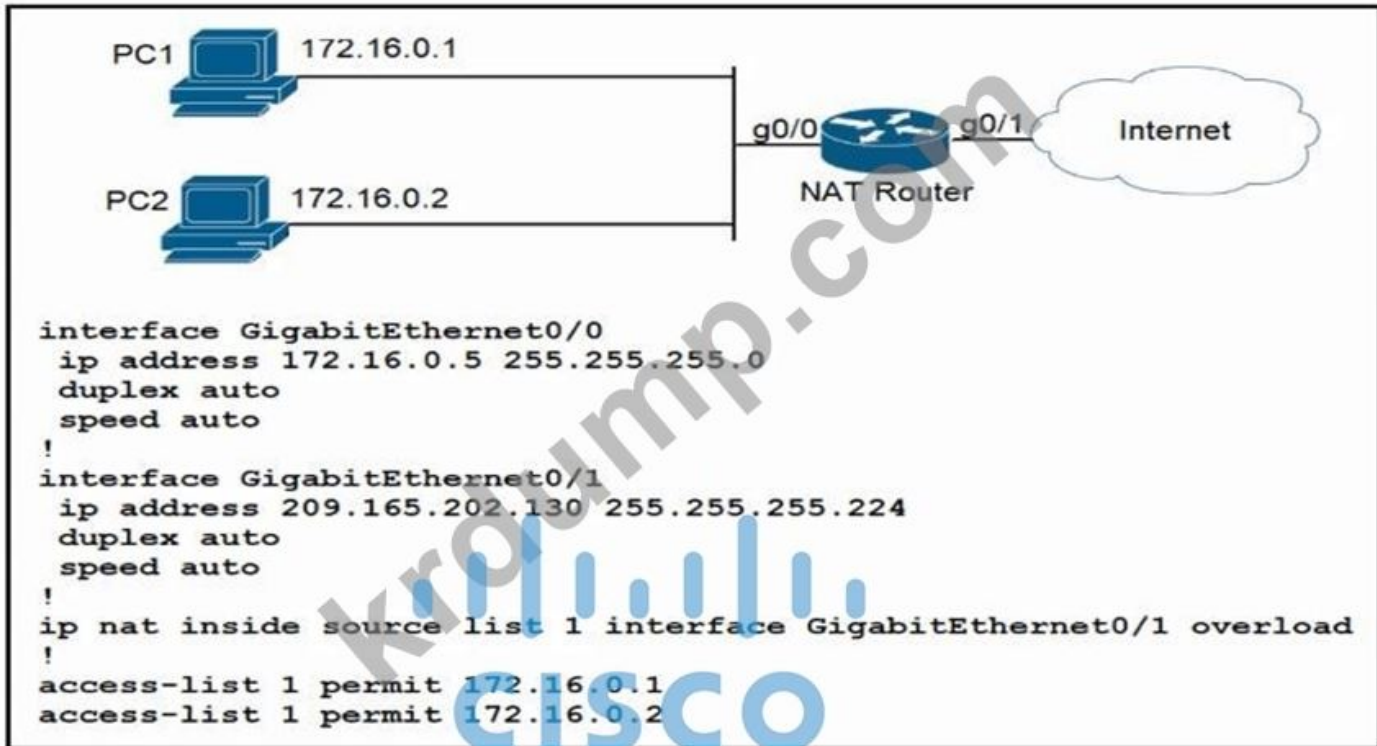 PC1
172.16.0.1
PC2
172.16.0.2
g0/0
g0/1
NAT Router
Internet
interface GigabitEthernet0/0
ip address 172.16.0.5 255.255.255.0
duplex auto
speed auto
!
interface GigabitEthernet0/1
ip address 209.165.202.130 255.255.255.224
duplex auto
speed auto
!
ip nat inside source list 1 interface GigabitEthernet0/1 overload
!
access-list 1 permit 172.16.0.1
access-list 1 permit 172.16.0.2
krdump.com
CISCO